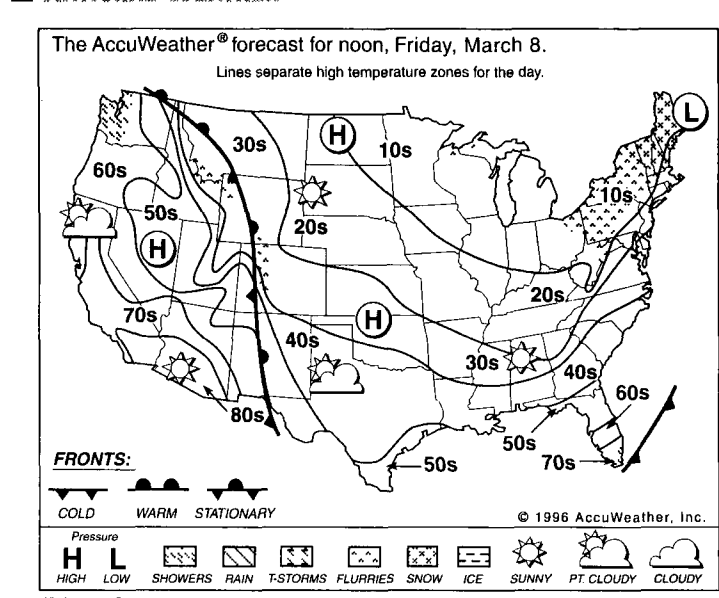 The AccuWeather® forecast for noon, Friday, March 8.
Lines separate high temperature zones for the day.
H
L
30s
10s
60s
10s
50s
20s
H
70s
20s
H
40s
30s
40s
60s
80s
50s
50s
70s
FRONTS:
COLD WARM STATIONARY
© 1996 AccuWeather, Inc.
Pressure
H L
HIGH LOW SHOWERS RAIN T-STORMS FLURRIES SNOW ICE SUNNY PT. CLOUDY CLOUDY